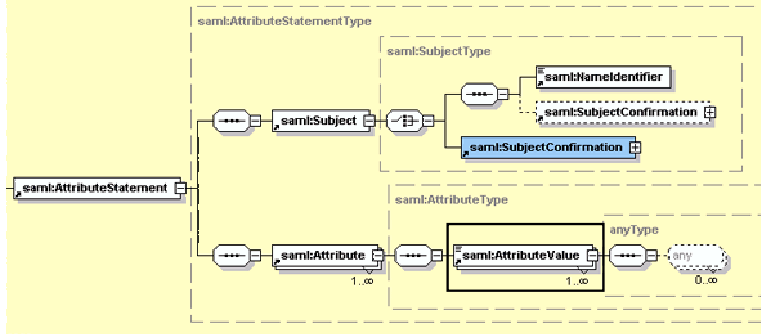 saml:AttributeStatementType
saml:SubjectType
saml:NameIdentifier
saml:SubjectConfirmation
saml:Subject
saml:SubjectConfirmation
saml:AttributeStatement
saml:AttributeType
anyType
saml:Attribute
saml:AttributeValue
any
1..∞
1..∞
0..∞